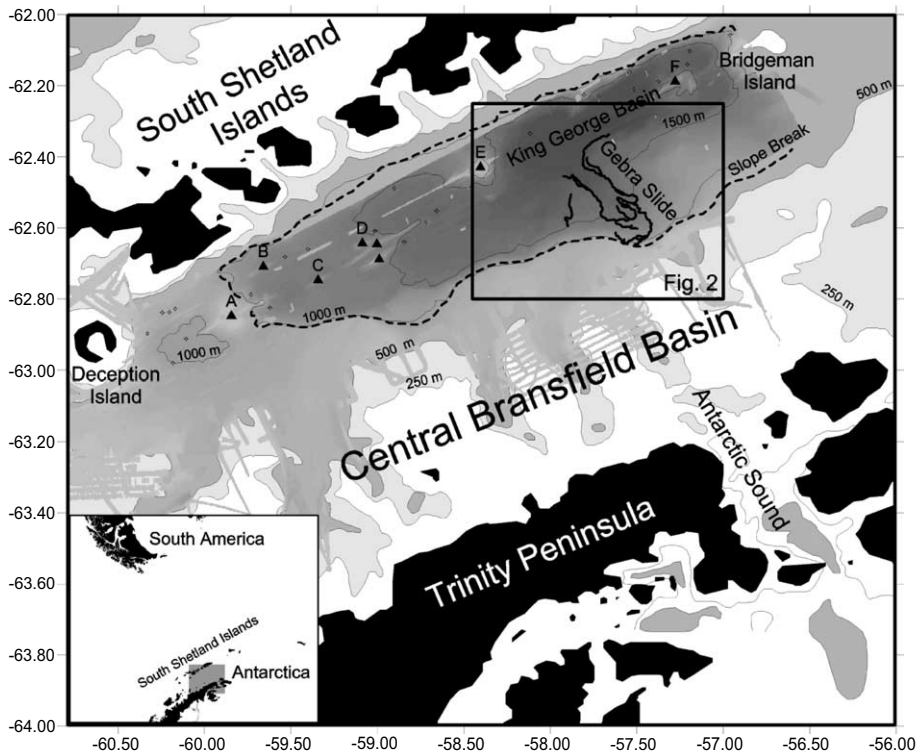 -62.00
-62.20
-62.40
-62.60
-62.80
-63.00
-63.20
-63.40
-63.60
-63.80
-64.00
South Shetland
Islands
Bridgeman
Island
F
King George Basin
1500 m
500 m
E
Gebra Slide
Slope Break
D
B
C
A
Fig. 2
1000 m
250 m
1000 m
500 m
250 m
Deception
Island
Central Bransfield Basin
Antarctic Sound
Trinity Peninsula
South America
South Shetland Islands
Antarctica
-60.50
-60.00
-59.50
-59.00
-58.50
-58.00
-57.50
-57.00
-56.50
-56.00